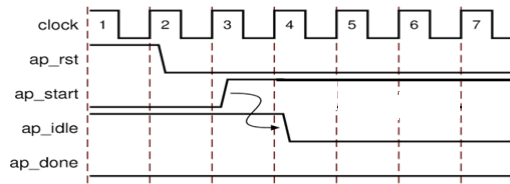 clock 1 2 3 4 5 6 7
ap_rst
ap_start
ap_idle
ap_done